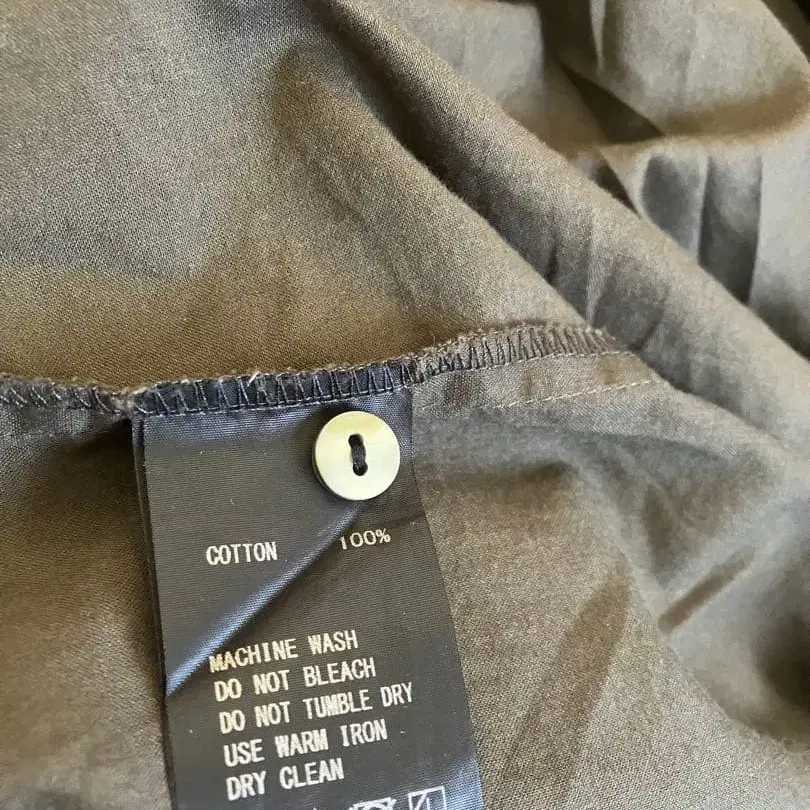 COTTON 100%
MACHINE WASH
DO NOT BLEACH
DO NOT TUMBLE DRY
USE WARM IRON
DRY CLEAN